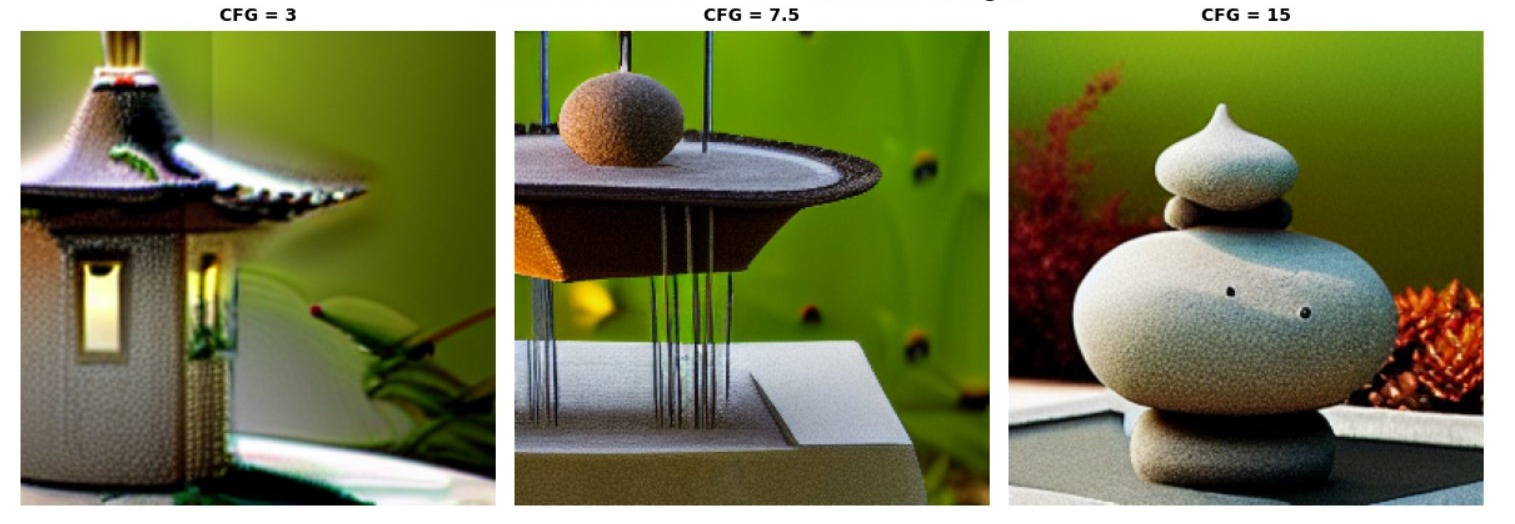 CFG = 3
CFG = 7.5
CFG = 15